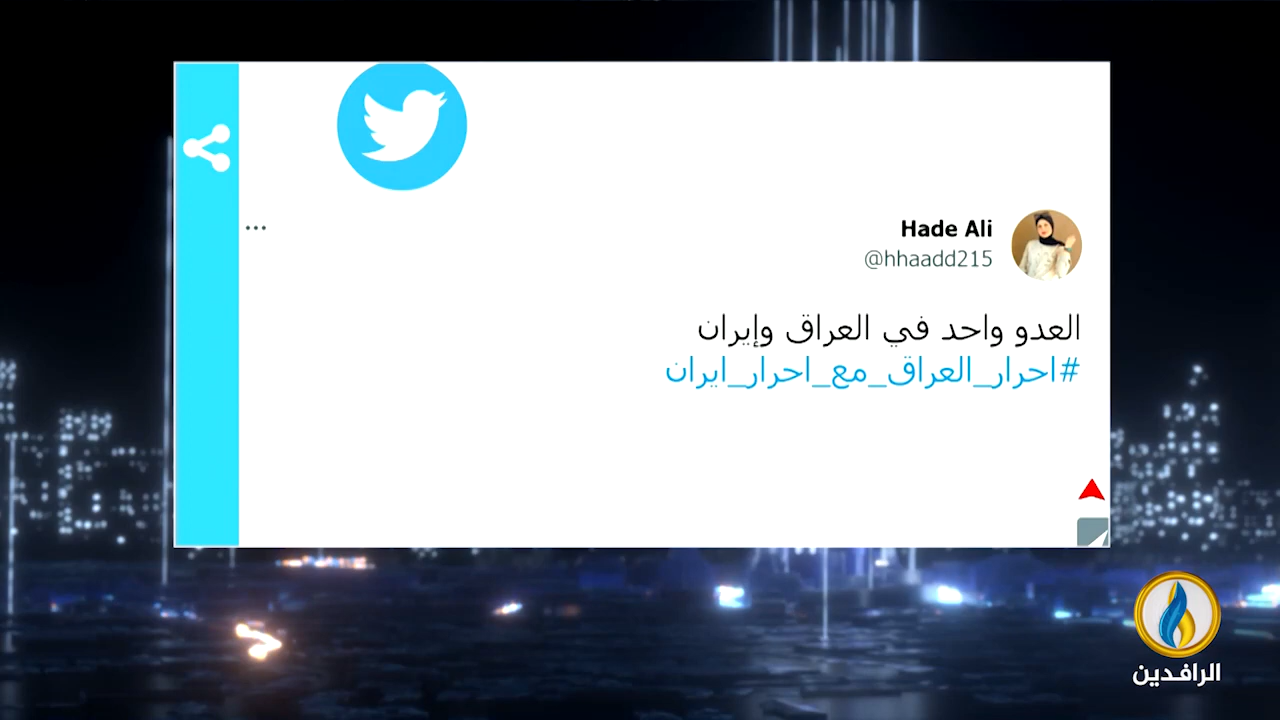 Hade Ali
@hhaadd215
العدو واحد في العراق وإيران
#احرار_العراق_مع_احرار_ايران
الرافدين